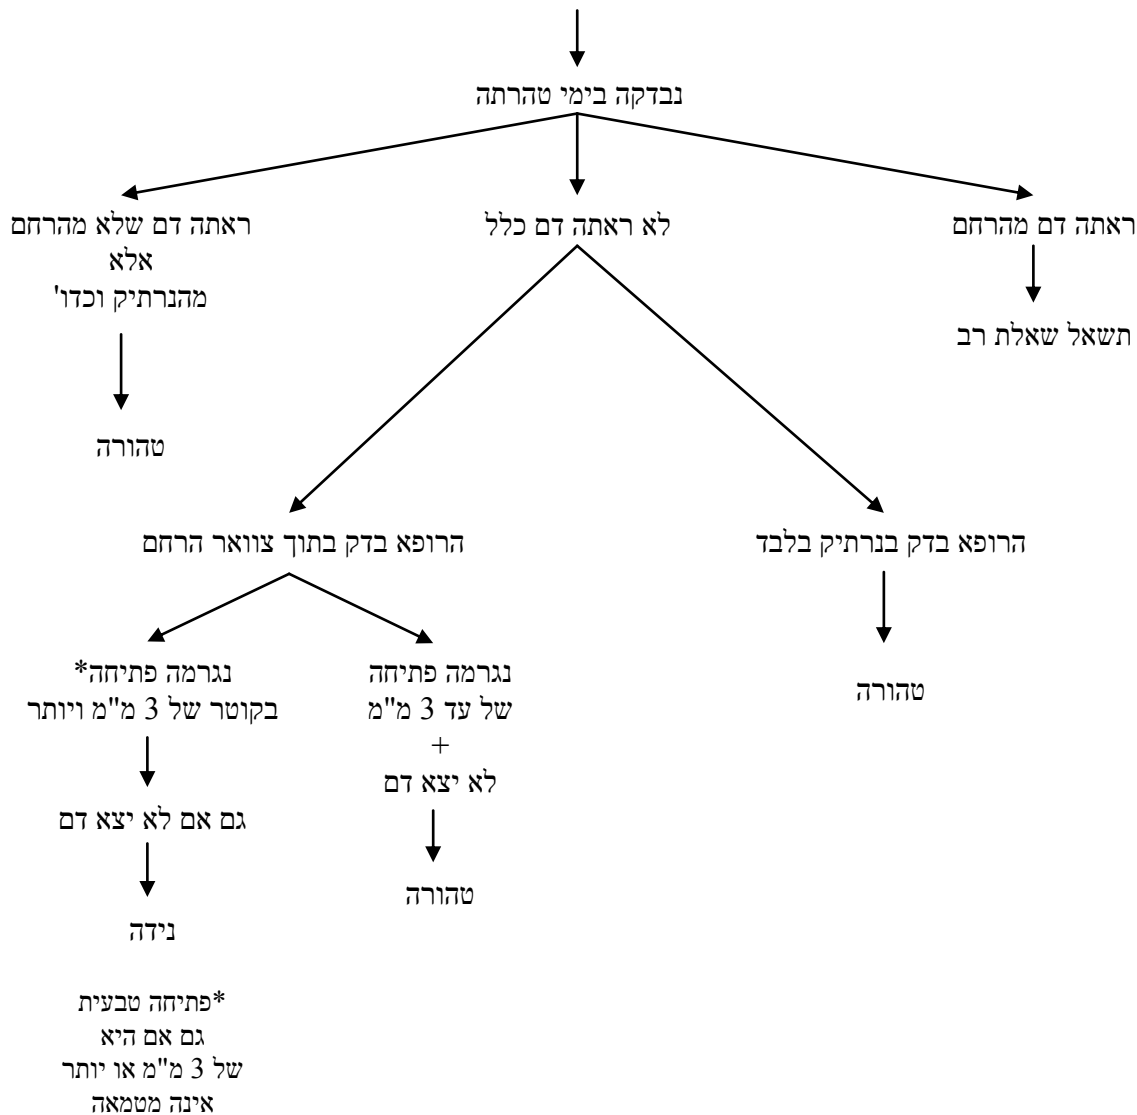 נבדקה בימי טהרתה
ראתה דם מהרחם
תשאל שאלת רב
לא ראתה דם כלל
ראתה דם שלא מהרחם
אלא
מהנרתיק וכדו'
טהורה
הרופא בדק בנרתיק בלבד
טהורה
הרופא בדק בתוך צוואר הרחם
נגרמה פתיחה
של עד 3 מ"מ
+
לא יצא דם
טהורה
נגרמה פתיחה*
בקוטר של 3 מ"מ ויותר
גם אם לא יצא דם
נידה
*פתיחה טבעית
גם אם היא
של 3 מ"מ או יותר
אינה מטמאה